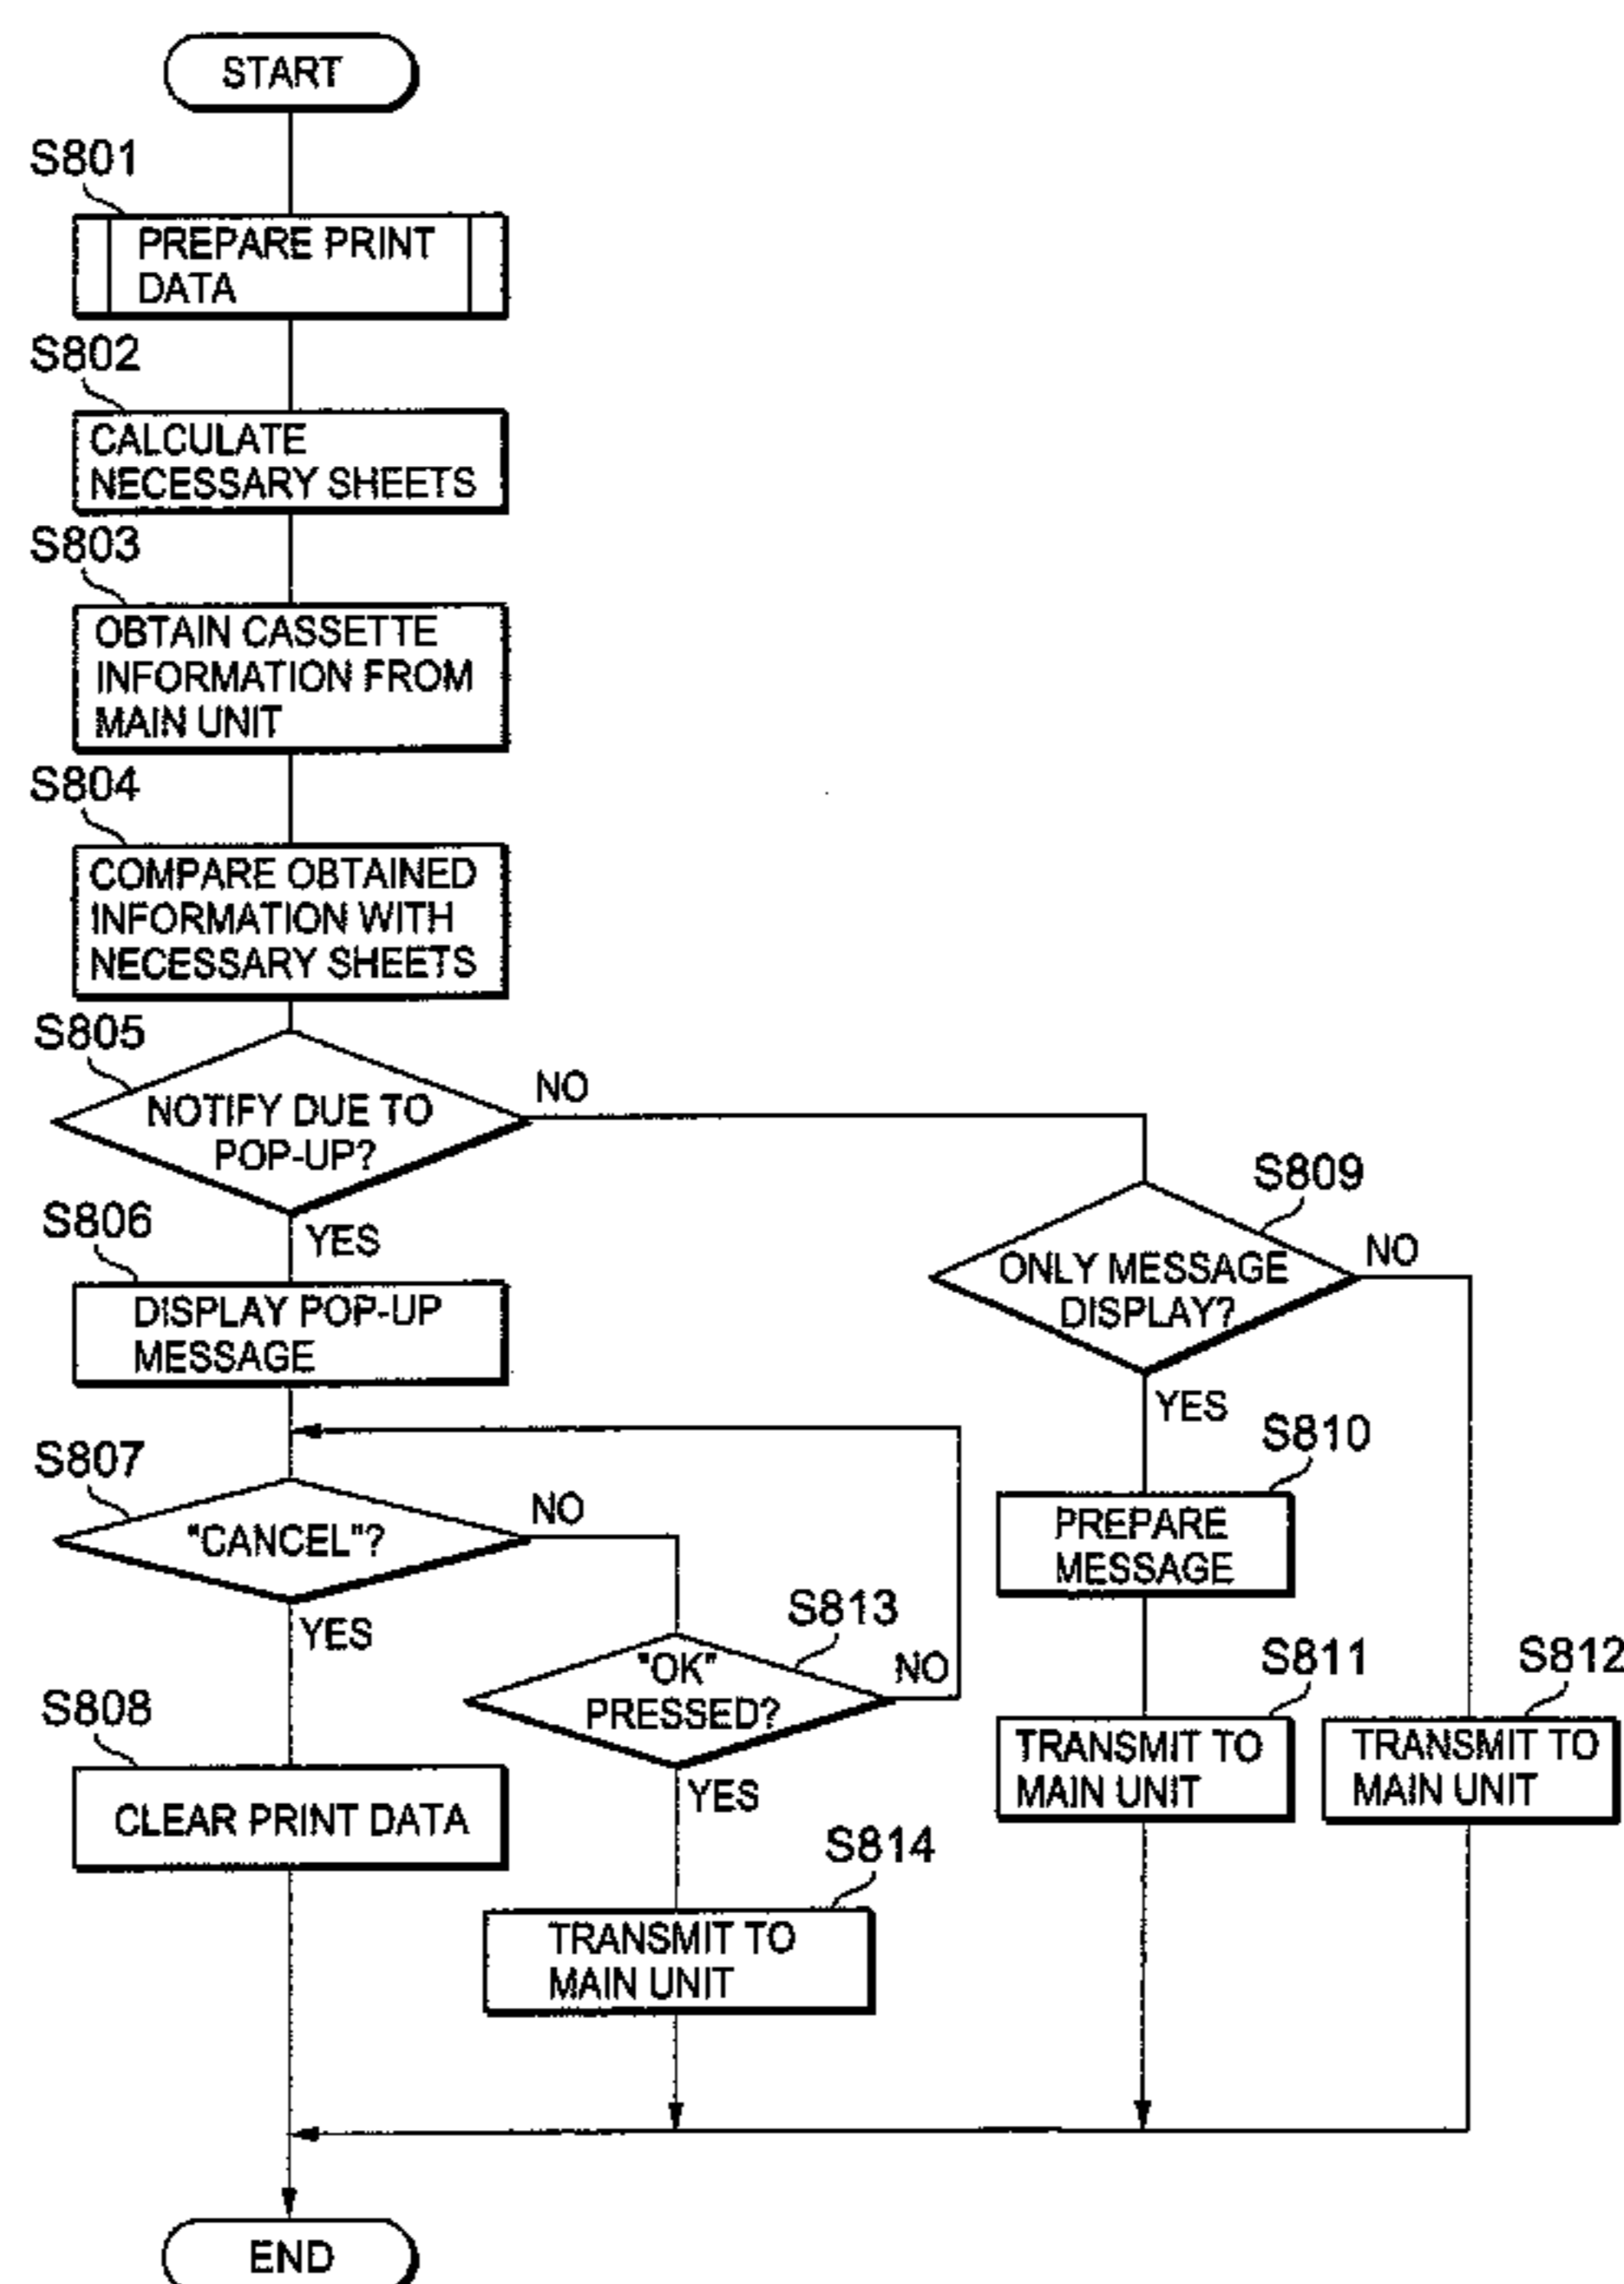 START
S801
PREPARE PRINT
DATA
S802
CALCULATE
NECESSARY SHEETS
S803
OBTAIN CASSETTE
INFORMATION FROM
MAIN UNIT
S804
COMPARE OBTAINED
INFORMATION WITH
NECESSARY SHEETS
S805
NOTIFY DUE TO
POP-UP?
NO
YES
S806
DISPLAY POP-UP
MESSAGE
S807
"CANCEL"?
NO
YES
S808
CLEAR PRINT DATA
S813
"OK"
PRESSED?
NO
YES
S814
TRANSMIT TO
MAIN UNIT
S809
ONLY MESSAGE
DISPLAY?
NO
YES
S810
PREPARE
MESSAGE
S811
TRANSMIT TO
MAIN UNIT
S812
TRANSMIT TO
MAIN UNIT
END